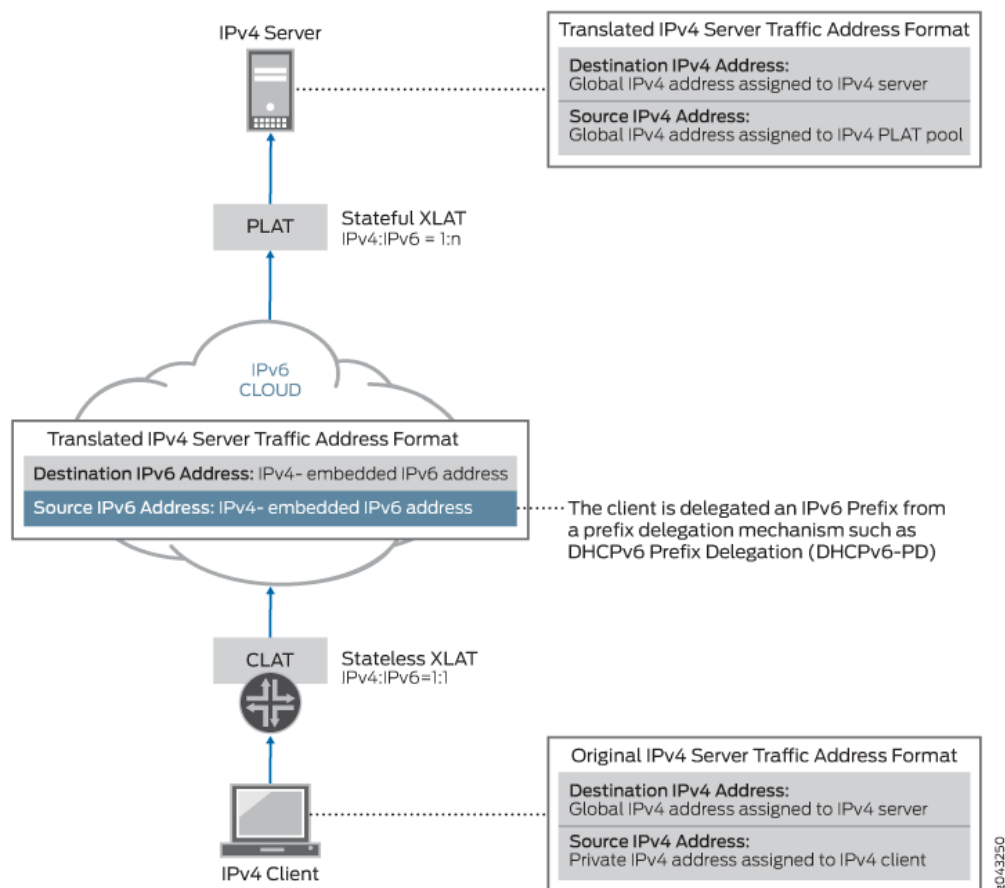 IPv4 Server
Translated IPv4 Server Traffic Address Format
Destination IPv4 Address:
Global IPv4 address assigned to IPv4 server
Source IPv4 Address:
Global IPv4 address assigned to IPv4 PLAT pool
PLAT
Stateful XLAT
IPv4:IPv6 = 1:n
IPv6
CLOUD
Translated IPv4 Server Traffic Address Format
Destination IPv6 Address: IPv4- embedded IPv6 address
Source IPv6 Address: IPv4- embedded IPv6 address
The client is delegated an IPv6 Prefix from
a prefix delegation mechanism such as
DHCPv6 Prefix Delegation (DHCPv6-PD)
CLAT
Stateless XLAT
IPv4:IPv6=1:1
Original IPv4 Server Traffic Address Format
Destination IPv4 Address:
Global IPv4 address assigned to IPv4 server
Source IPv4 Address:
Private IPv4 address assigned to IPv4 client
IPv4 Client